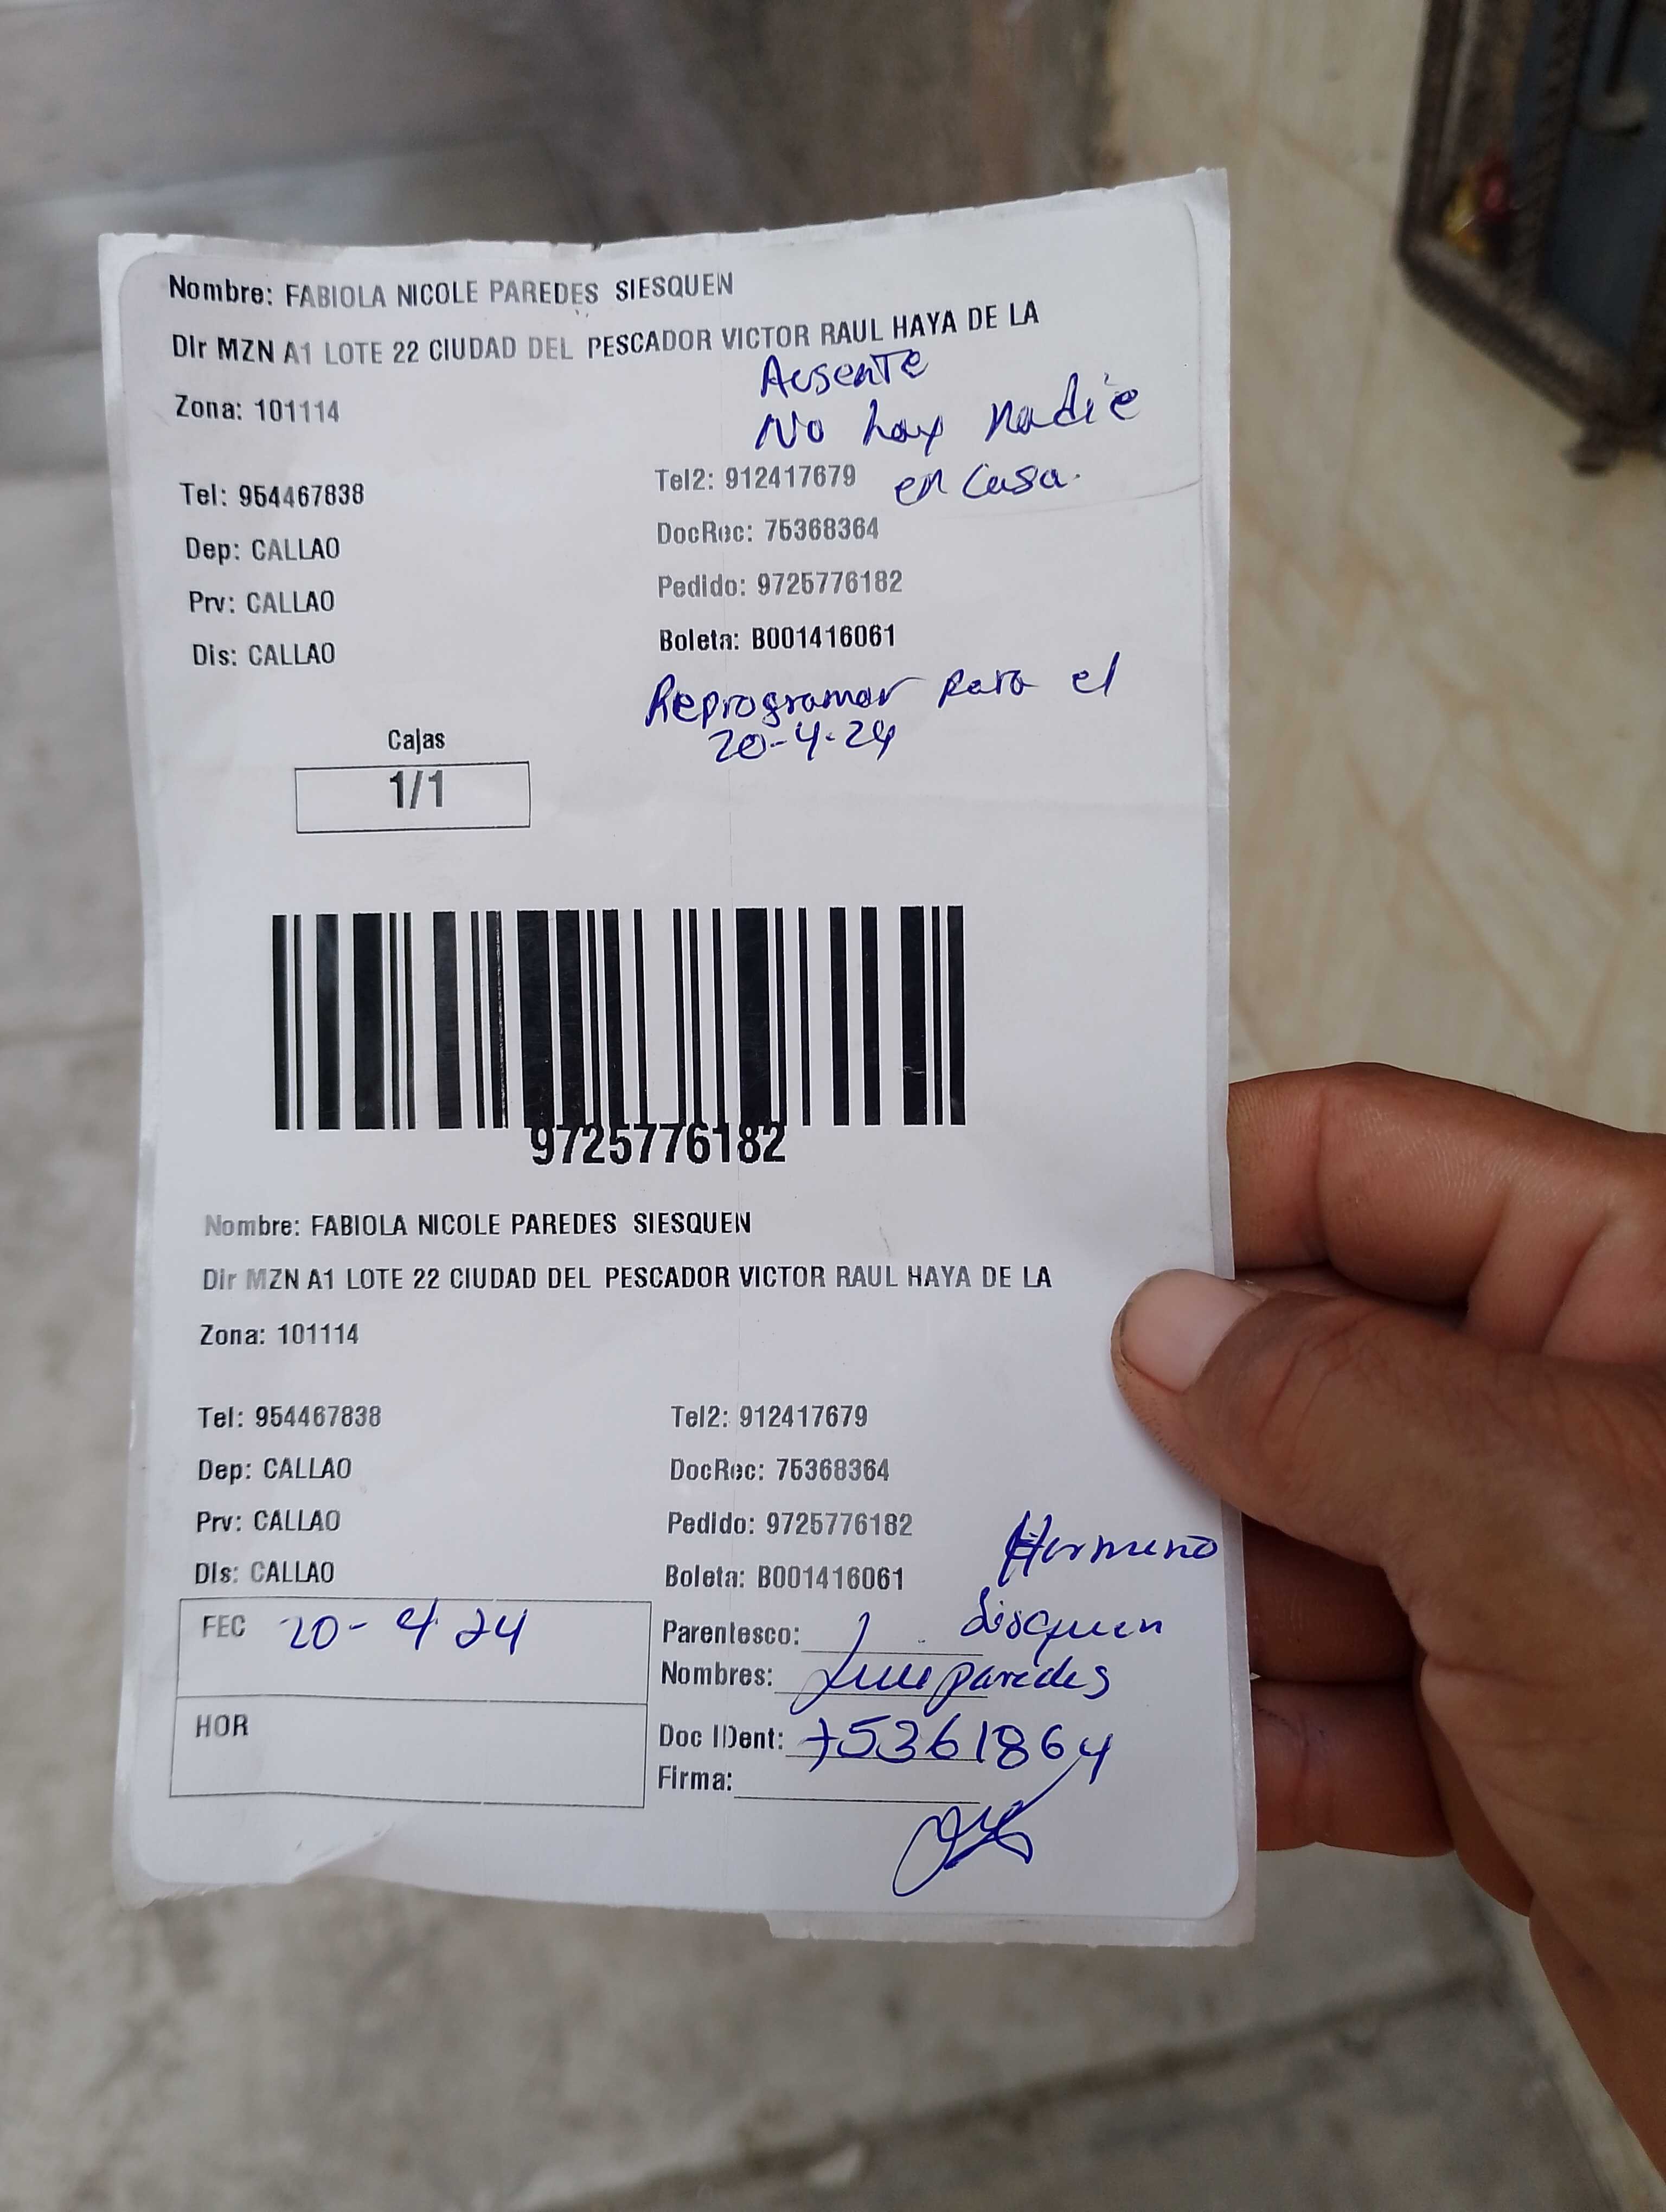 Nombre: FABIOLA NICOLE PAREDES SIESQUEN
Dir MZN A1 LOTE 22 CIUDAD DEL PESCADOR VICTOR RAUL HAYA DE LA
Ausente
Zona: 101114
No hay nadie
en Casa.
Tel: 954467838 Tel2: 912417679
Dep: CALLAO DocRec: 75368364
Prv: CALLAO Pedido: 9725776182
Dis: CALLAO Boleta: B001416061
Reprogramar para el
20-4-24
Cajas
1/1
9725776182
Nombre: FABIOLA NICOLE PAREDES SIESQUEN
Dir MZN A1 LOTE 22 CIUDAD DEL PESCADOR VICTOR RAUL HAYA DE LA
Zona: 101114
Tel: 954467838 Tel2: 912417679
Dep: CALLAO DocRec: 75368364
Prv: CALLAO Pedido: 9725776182
Dis: CALLAO Boleta: B001416061
Hermano
FEC 20-4 24
Parentesco: Sisquen
Nombres: Luis paredes
HOR
Doc IDent: 75361864
Firma: